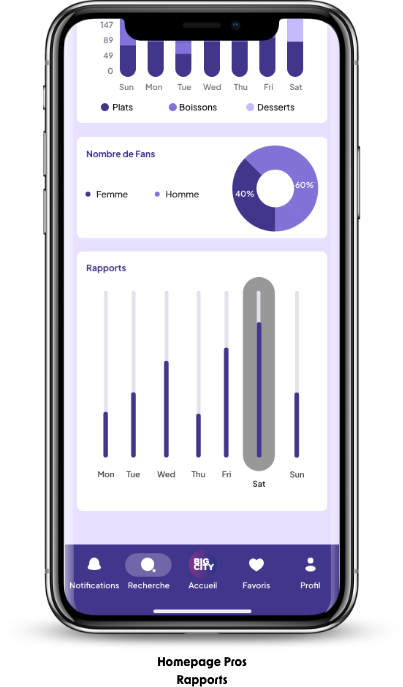 147
89
49
0
Sun Mon Tue Wed Thu Fri Sat
Plats Boissons Desserts
Nombre de Fans
Femme Homme
40% 60%
Rapports
Mon Tue Wed Thu Fri Sat Sun
BIG
CITY
Notifications Recherche Accueil Favoris Profil
Homepage Pros
Rapports